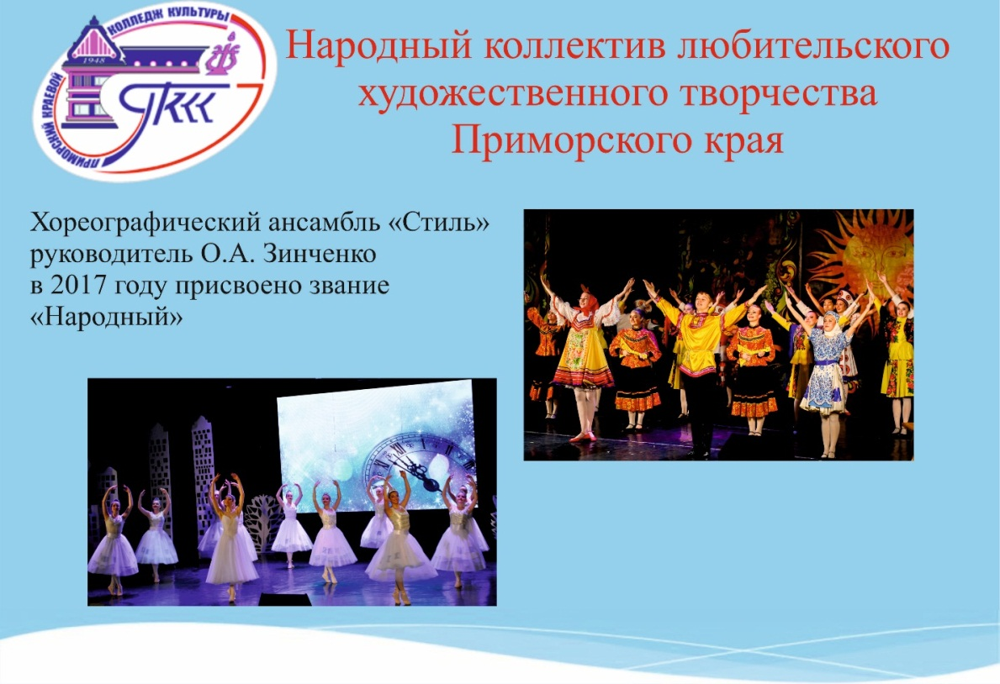 КОЛЛЕДЖ КУЛЬТУРЫ
ПРИМОРСКИЙ КРАЕВОЙ
1948
ПККК
Народный коллектив любительского
художественного творчества
Приморского края
Хореографический ансамбль «Стиль»
руководитель О.А. Зинченко
в 2017 году присвоено звание
«Народный»